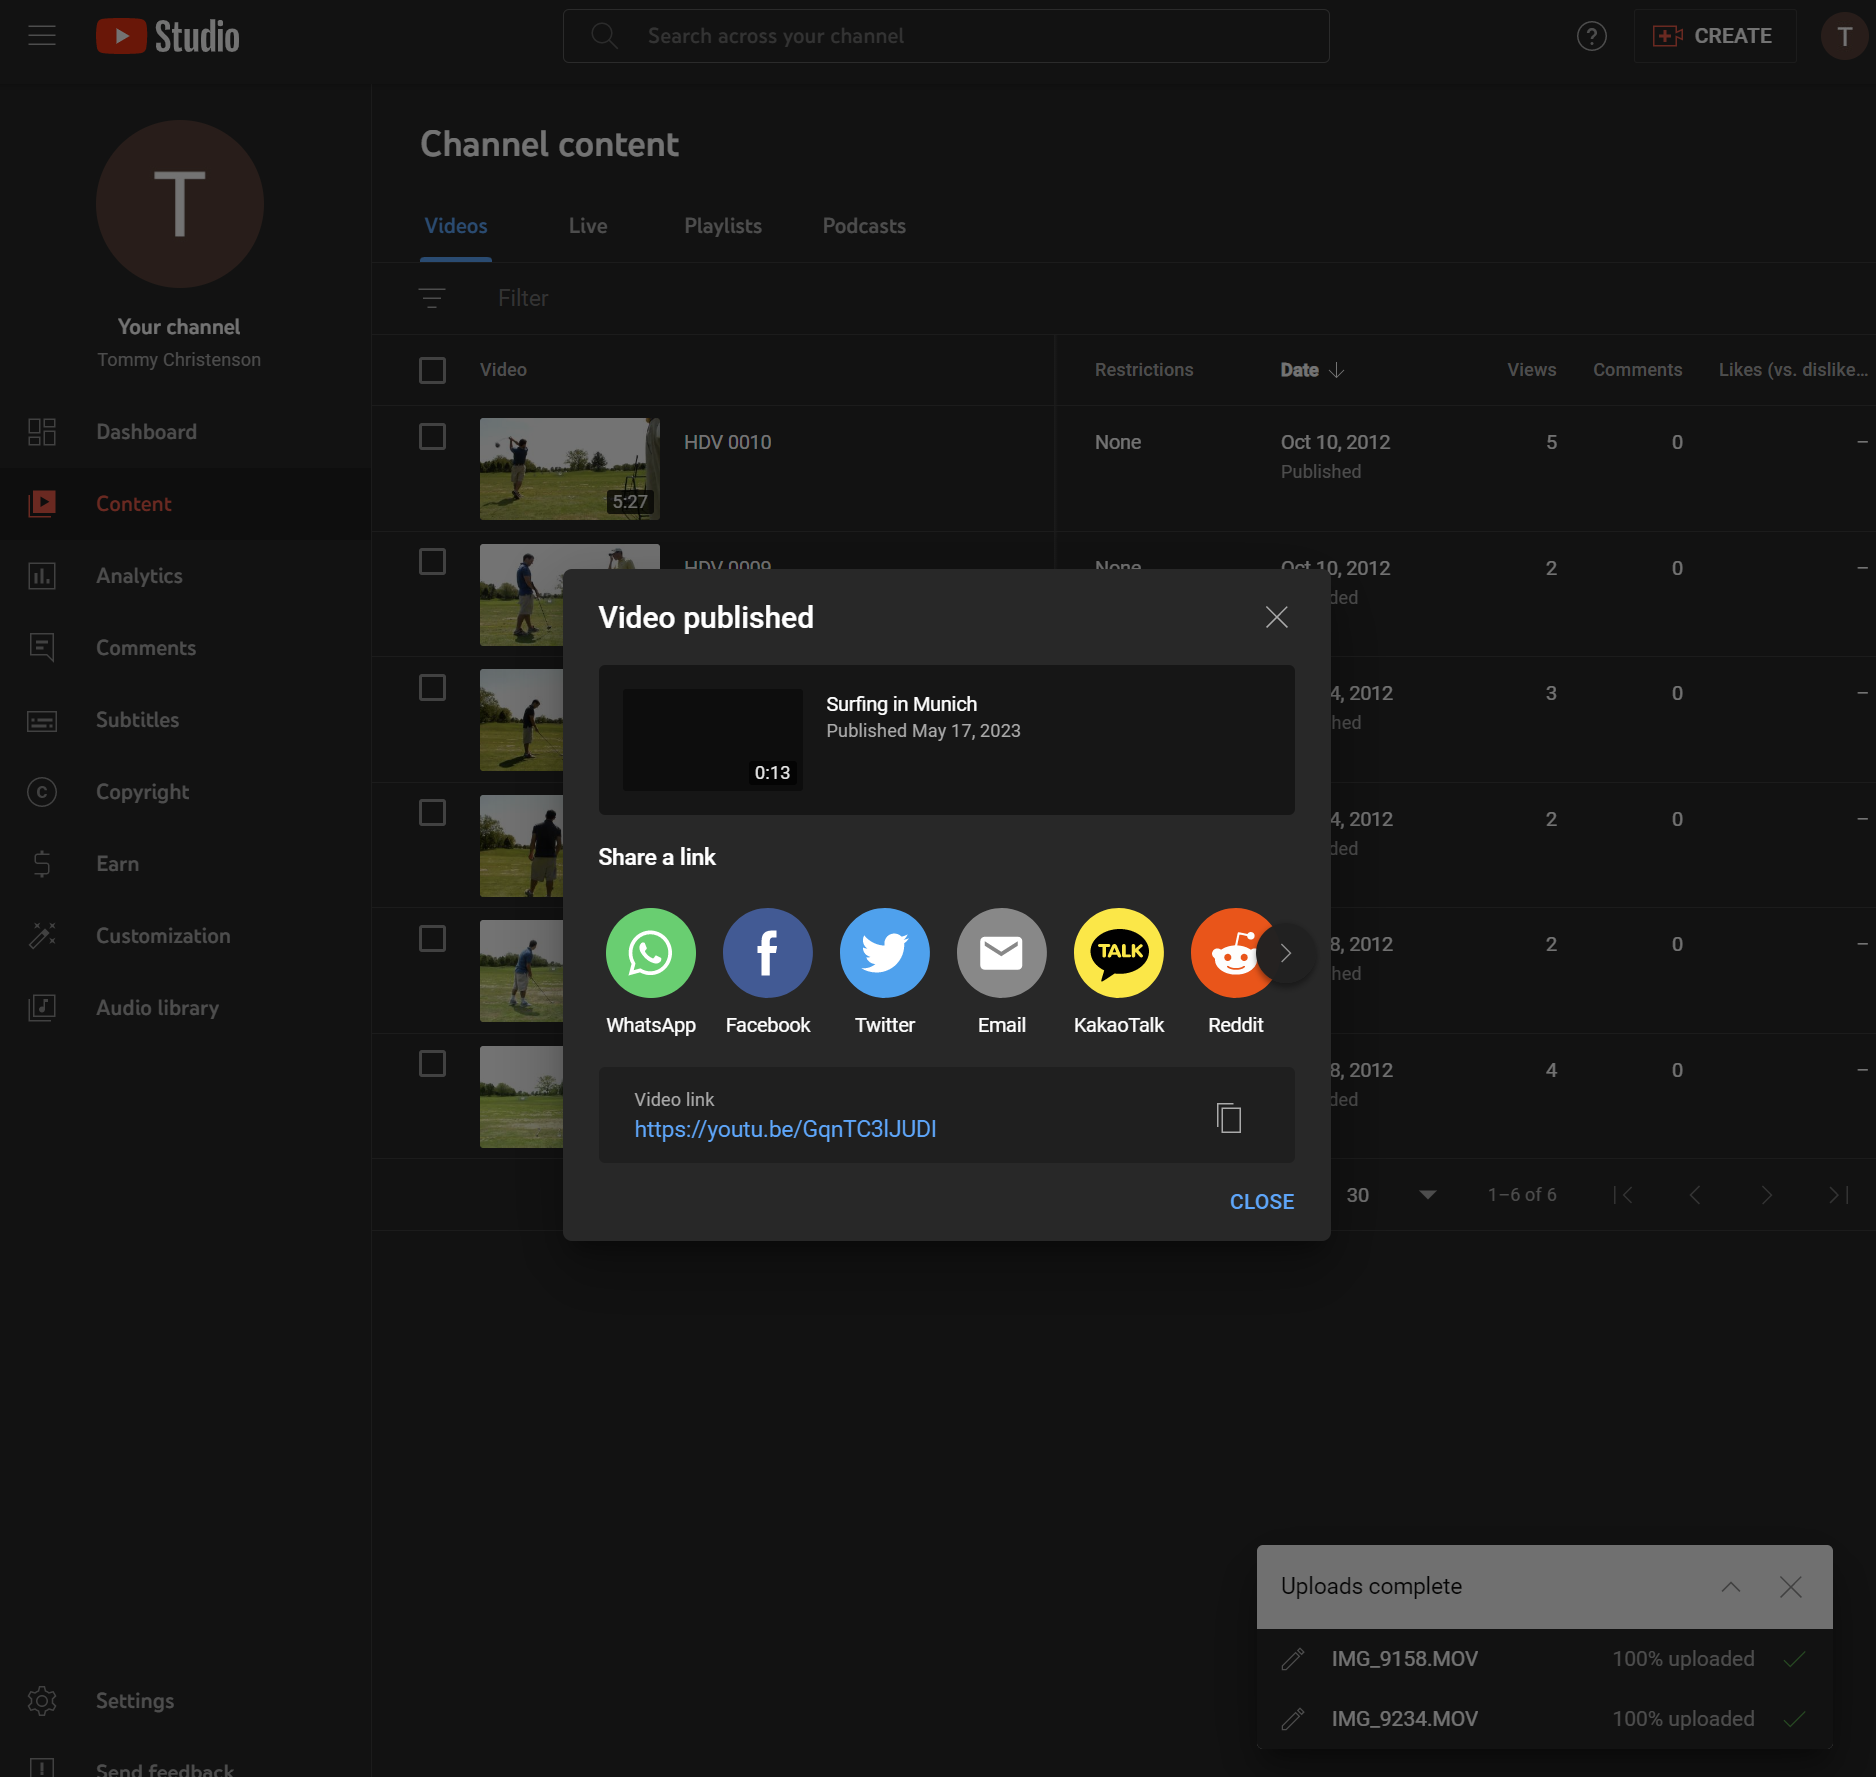 Studio
Search across your channel
?
CREATE
T
T
Your channel
Tommy Christenson
Dashboard
Content
Analytics
Comments
Subtitles
Copyright
Earn
Customization
Audio library
Settings
Send feedback
Channel content
Videos Live Playlists Podcasts
Filter
Video Restrictions Date Views Comments Likes (vs. dislike...
5:27 HDV 0010 None Oct 10, 2012 5 0 –
Published
HDV 0009 None Oct 10, 2012 2 0 –
ded
4, 2012 3 0 –
hed
4, 2012 2 0 –
ded
8, 2012 2 0 –
hed
8, 2012 4 0 –
ded
30 1–6 of 6
Video published
Surfing in Munich
Published May 17, 2023
0:13
Share a link
TALK
WhatsApp Facebook Twitter Email KakaoTalk Reddit
Video link
https://youtu.be/GqnTC3lJUDI
CLOSE
Uploads complete
IMG_9158.MOV 100% uploaded
IMG_9234.MOV 100% uploaded